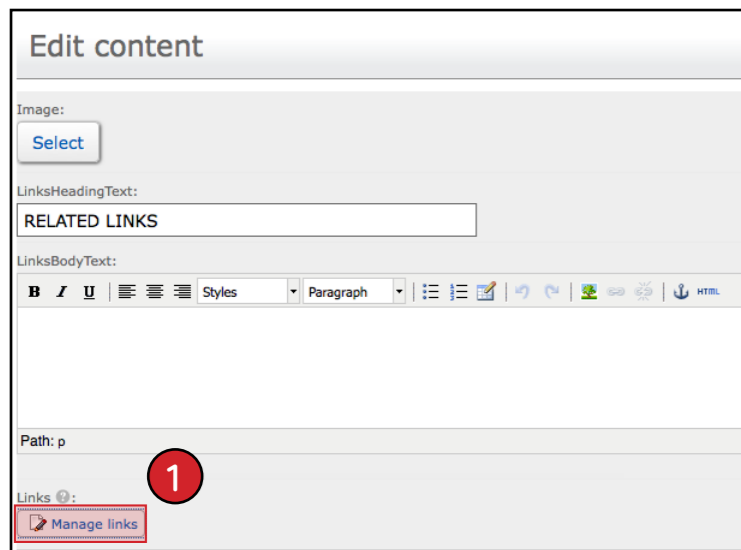 Edit content
Image:
Select
LinksHeadingText:
RELATED LINKS
LinksBodyText:
B I U Styles Paragraph HTML
Path: p
1
Links ?:
Manage links